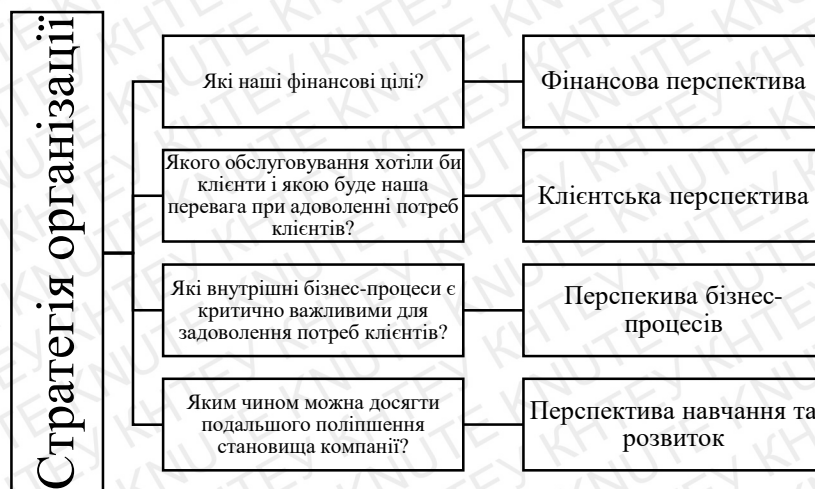 Стратегія організації
Які наші фінансові цілі?
Фінансова перспектива
Якого обслуговування хотіли би
клієнти і якою буде наша
перевага при адоволенні потреб
клієнтів?
Клієнтська перспектива
Які внутрішні бізнес-процеси є
критично важливими для
задоволення потреб клієнтів?
Перспекива бізнес-
процесів
Яким чином можна досягти
подальшого поліпшення
становища компанії?
Перспектива навчання та
розвиток